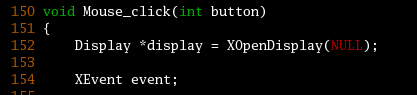 150 void Mouse_click(int button)
151 {
152     Display *display = XOpenDisplay(NULL);
153
154     XEvent event;